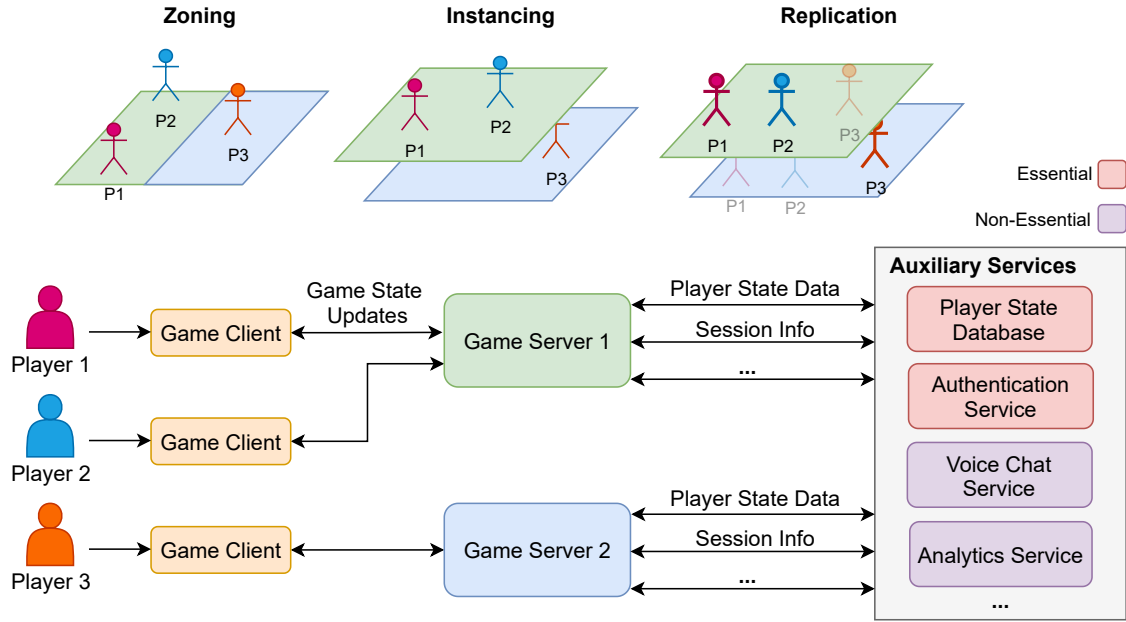 Zoning
Instancing
Replication
P2
P1
P3
P1
P2
P3
P1
P2
P3
P3
P1
P2
Essential
Non-Essential
Auxiliary Services
Player State
Database
Authentication
Service
Voice Chat
Service
Analytics Service
...
Player 1
Game Client
Game State
Updates
Game Server 1
Player State Data
Session Info
...
Player 2
Game Client
Player 3
Game Client
Game Server 2
Player State Data
Session Info
...